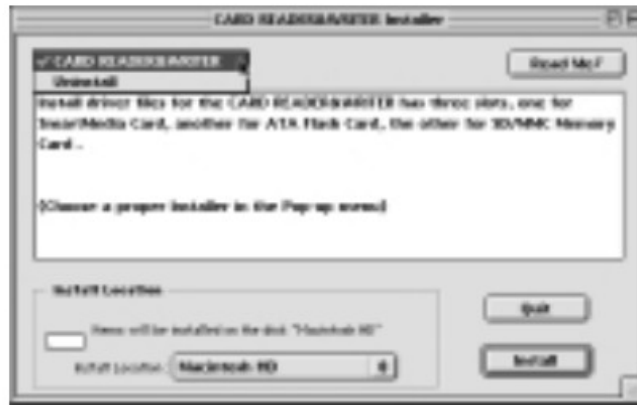 CARD READER&WRITER Installer
✓ CARD READER&WRITER
Read Me?
Uninstall
Install driver files for the CARD READER&WRITER has three slots, one for
SmartMedia Card, another for ATA Flash Card, the other for SD/MMC Memory
Card .
(Choose a proper installer in the Pop-up menu)
Install Location
Items will be installed on the disk "Macintosh HD"
Quit
Install Location: Macintosh HD
Install